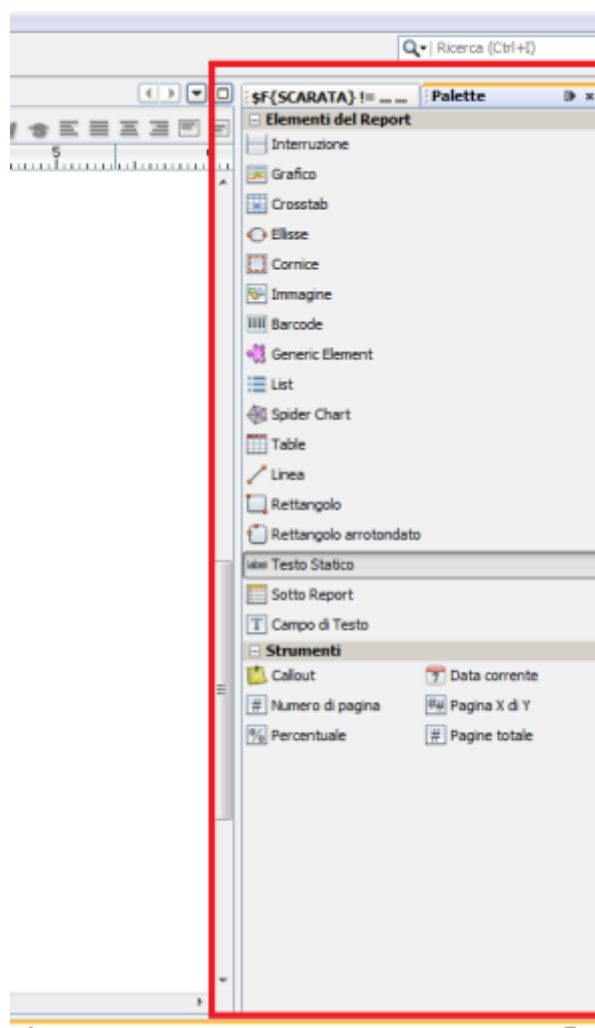 Ricerca (Ctrl+I)
$F{SCARATA} != ... ... Palette
Elementi del Report
5
Interruzione
Grafico
Crosstab
Ellisse
Cornice
Immagine
Barcode
Generic Element
List
Spider Chart
Table
Linea
Rettangolo
Rettangolo arrotondato
label Testo Statico
Sotto Report
T Campo di Testo
Strumenti
Callout 7 Data corrente
# Numero di pagina ## Pagina X di Y
% Percentuale # Pagine totale